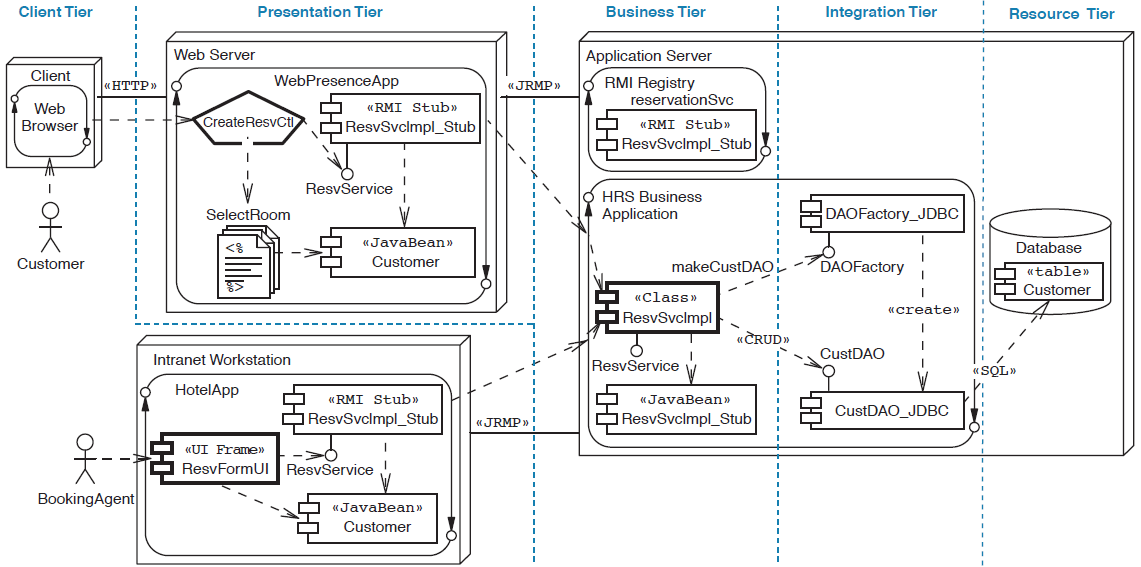 Client Tier
Presentation Tier
Business Tier
Integration Tier
Resource Tier
Web Server
Application Server
Client
Web
Browser
«HTTP»
WebPresenceApp
CreateResvCtl
«RMI Stub»
ResvSvcImpl_Stub
ResvService
SelectRoom
<%
%>
«JavaBean»
Customer
Customer
«JRMP»
RMI Registry
reservationSvc
«RMI Stub»
ResvSvcImpl_Stub
HRS Business
Application
DAOFactory_JDBC
makeCustDAO
DAOFactory
«Class»
ResvSvcImpl
ResvService
«CRUD»
CustDAO
«create»
«JavaBean»
ResvSvcImpl_Stub
CustDAO_JDBC
«SQL»
Database
«table»
Customer
Intranet Workstation
HotelApp
«RMI Stub»
ResvSvcImpl_Stub
«JRMP»
«UI Frame»
ResvFormUI
ResvService
BookingAgent
«JavaBean»
Customer